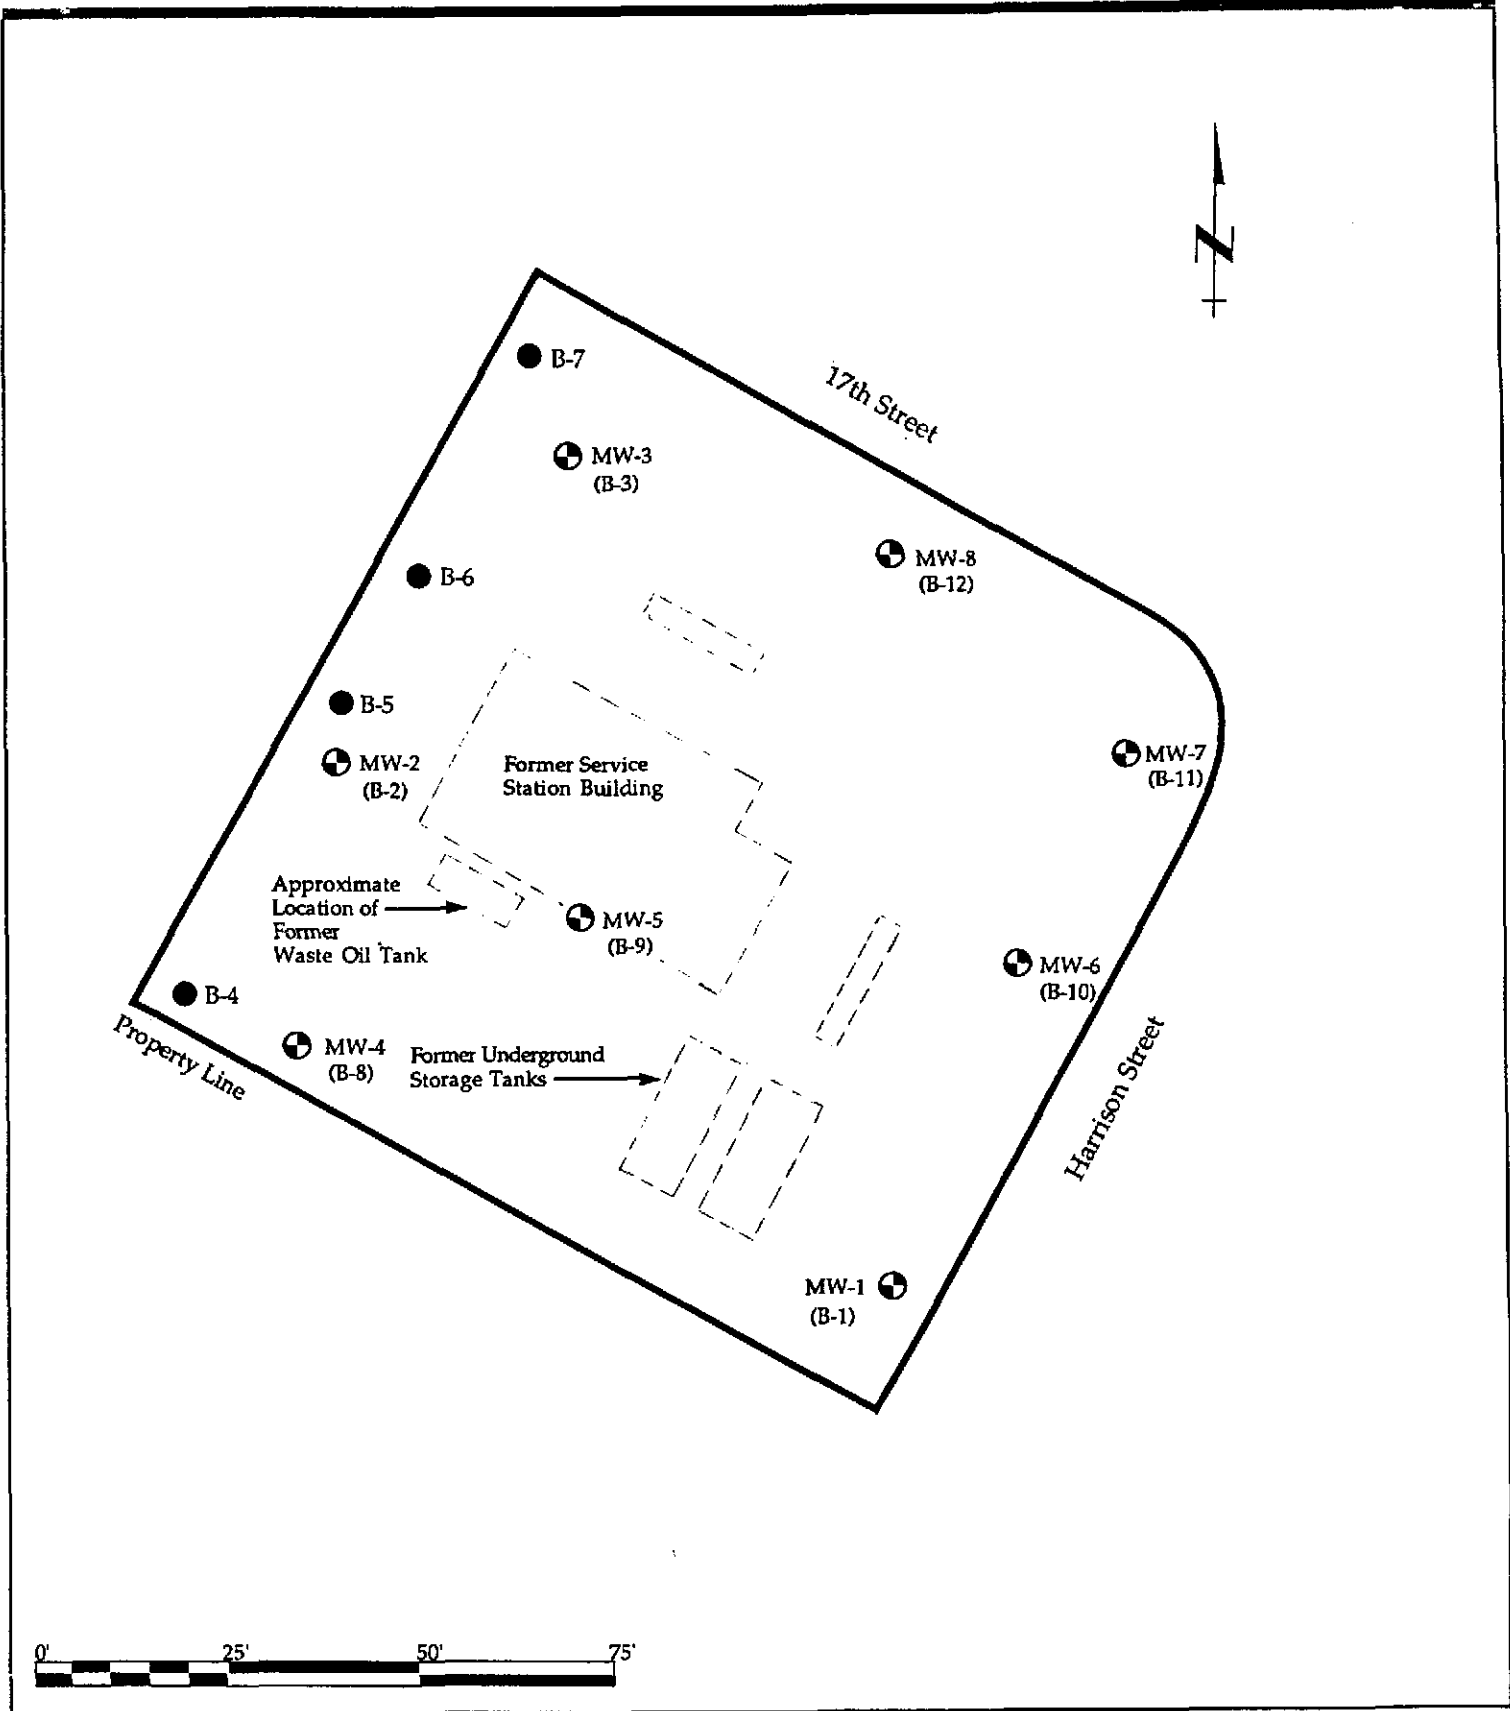 N
17th Street
B-7
MW-3
(B-3)
MW-8
(B-12)
B-6
B-5
MW-2
(B-2)
Former Service
Station Building
MW-7
(B-11)
Approximate
Location of
Former
Waste Oil Tank
MW-5
(B-9)
MW-6
(B-10)
B-4
Property Line
MW-4
(B-8)
Former Underground
Storage Tanks
Harrison Street
MW-1
(B-1)
0' 25' 50' 75'